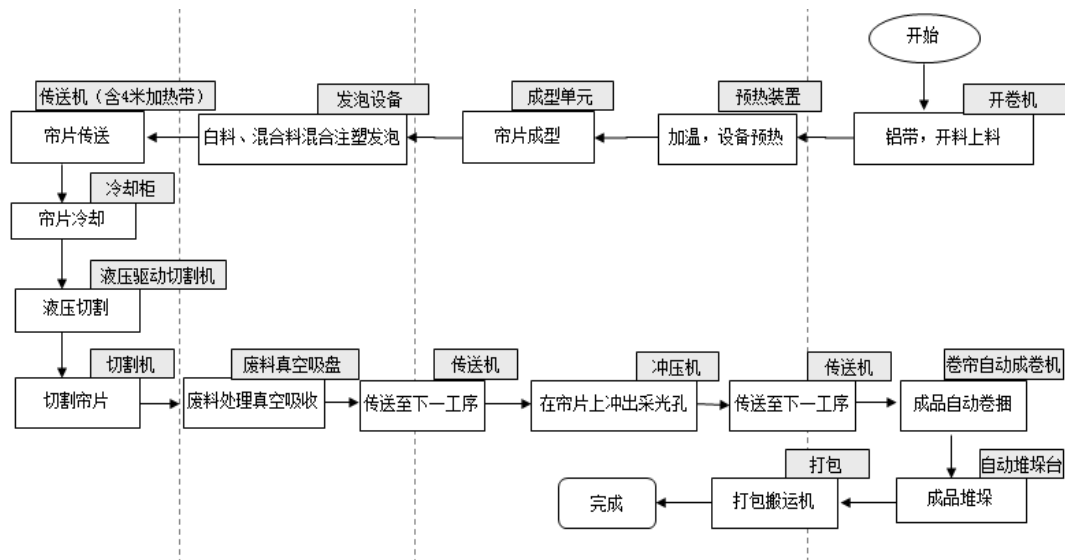 开始
开卷机
铝带，开料上料
预热装置
加温，设备预热
成型单元
帘片成型
发泡设备
白料、混合料混合注塑发泡
传送机（含4米加热带）
帘片传送
冷却柜
帘片冷却
液压驱动切割机
液压切割
切割机
切割帘片
废料真空吸盘
废料处理真空吸收
传送机
传送至下一工序
冲压机
在帘片上冲出采光孔
传送机
传送至下一工序
卷帘自动成卷机
成品自动卷捆
自动堆垛台
成品堆垛
打包
打包搬运机
完成